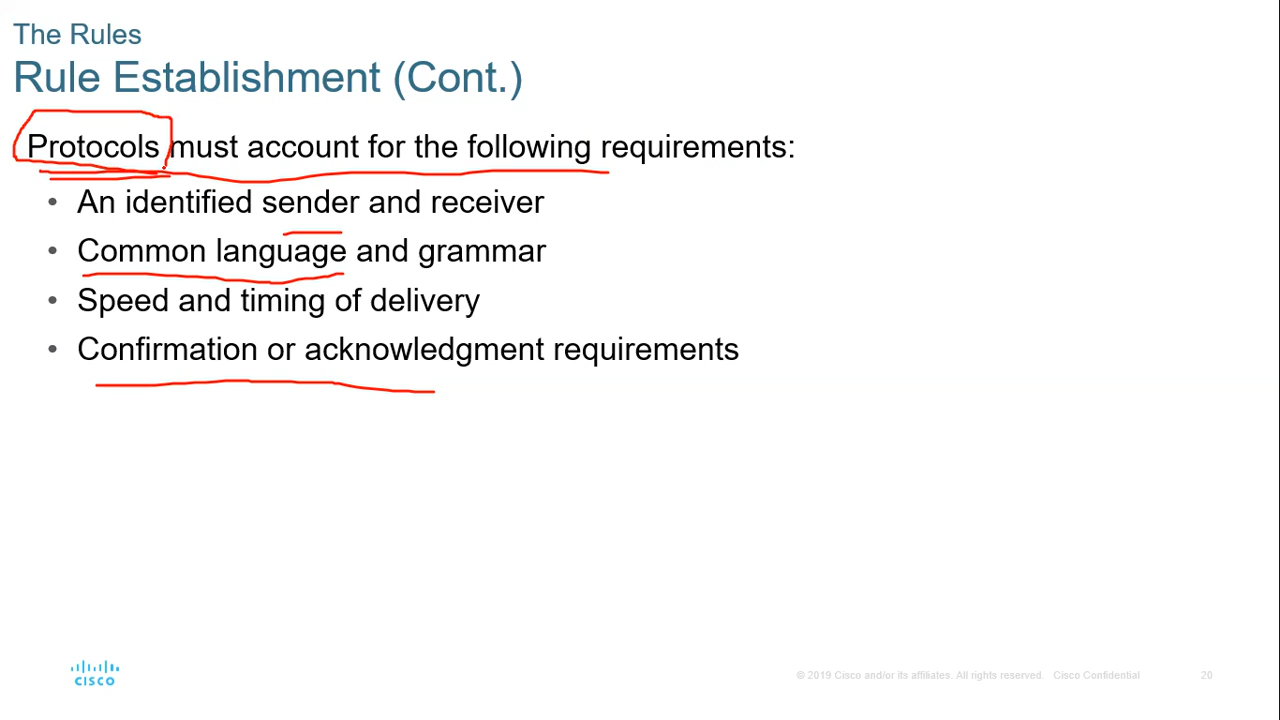 The Rules
Rule Establishment (Cont.)
Protocols must account for the following requirements:
• An identified sender and receiver
• Common language and grammar
• Speed and timing of delivery
• Confirmation or acknowledgment requirements
CISCO
© 2019 Cisco and/or its affiliates. All rights reserved. Cisco Confidential 20